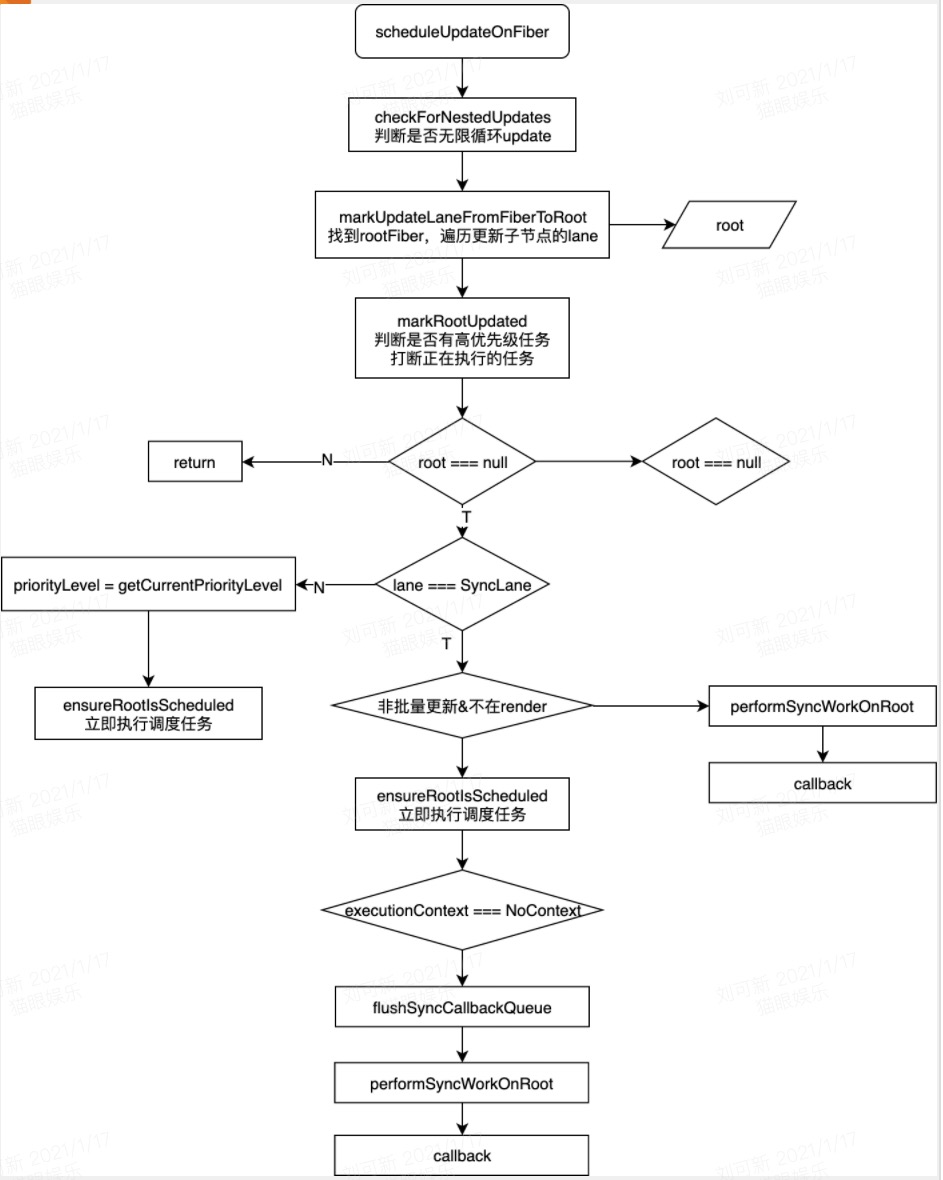 scheduleUpdateOnFiber
checkForNestedUpdates
判断是否无限循环update
markUpdateLaneFromFiberToRoot
找到rootFiber，遍历更新子节点的lane
root
markRootUpdated
判断是否有高优先级任务
打断正在执行的任务
return
N
root === null
root === null
T
priorityLevel = getCurrentPriorityLevel
N
lane === SyncLane
T
ensureRootIsScheduled
立即执行调度任务
非批量更新&不在render
performSyncWorkOnRoot
callback
ensureRootIsScheduled
立即执行调度任务
executionContext === NoContext
flushSyncCallbackQueue
performSyncWorkOnRoot
callback
刘可新 2021/1/17
猫眼娱乐